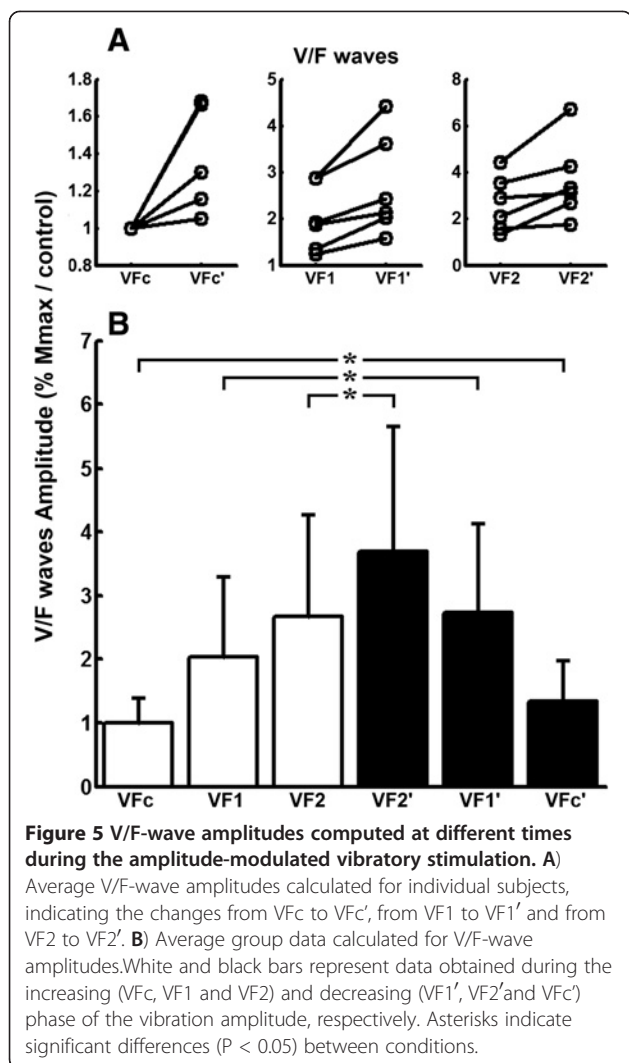 A
V/F waves
1.8
1.6
1.4
1.2
1
0.8
VFc VFc'
5
4
3
2
1
VF1 VF1'
8
6
4
2
0
VF2 VF2'
B
V/F waves Amplitude (% Mmax / control)
7
6
5
4
3
2
1
0
*
*
*
VFc VF1 VF2 VF2' VF1' VFc'
Figure 5 V/F-wave amplitudes computed at different times
during the amplitude-modulated vibratory stimulation. A)
Average V/F-wave amplitudes calculated for individual subjects,
indicating the changes from VFc to VFc', from VF1 to VF1′ and from
VF2 to VF2′. B) Average group data calculated for V/F-wave
amplitudes.White and black bars represent data obtained during the
increasing (VFc, VF1 and VF2) and decreasing (VF1′, VF2′and VFc′)
phase of the vibration amplitude, respectively. Asterisks indicate
significant differences (P < 0.05) between conditions.